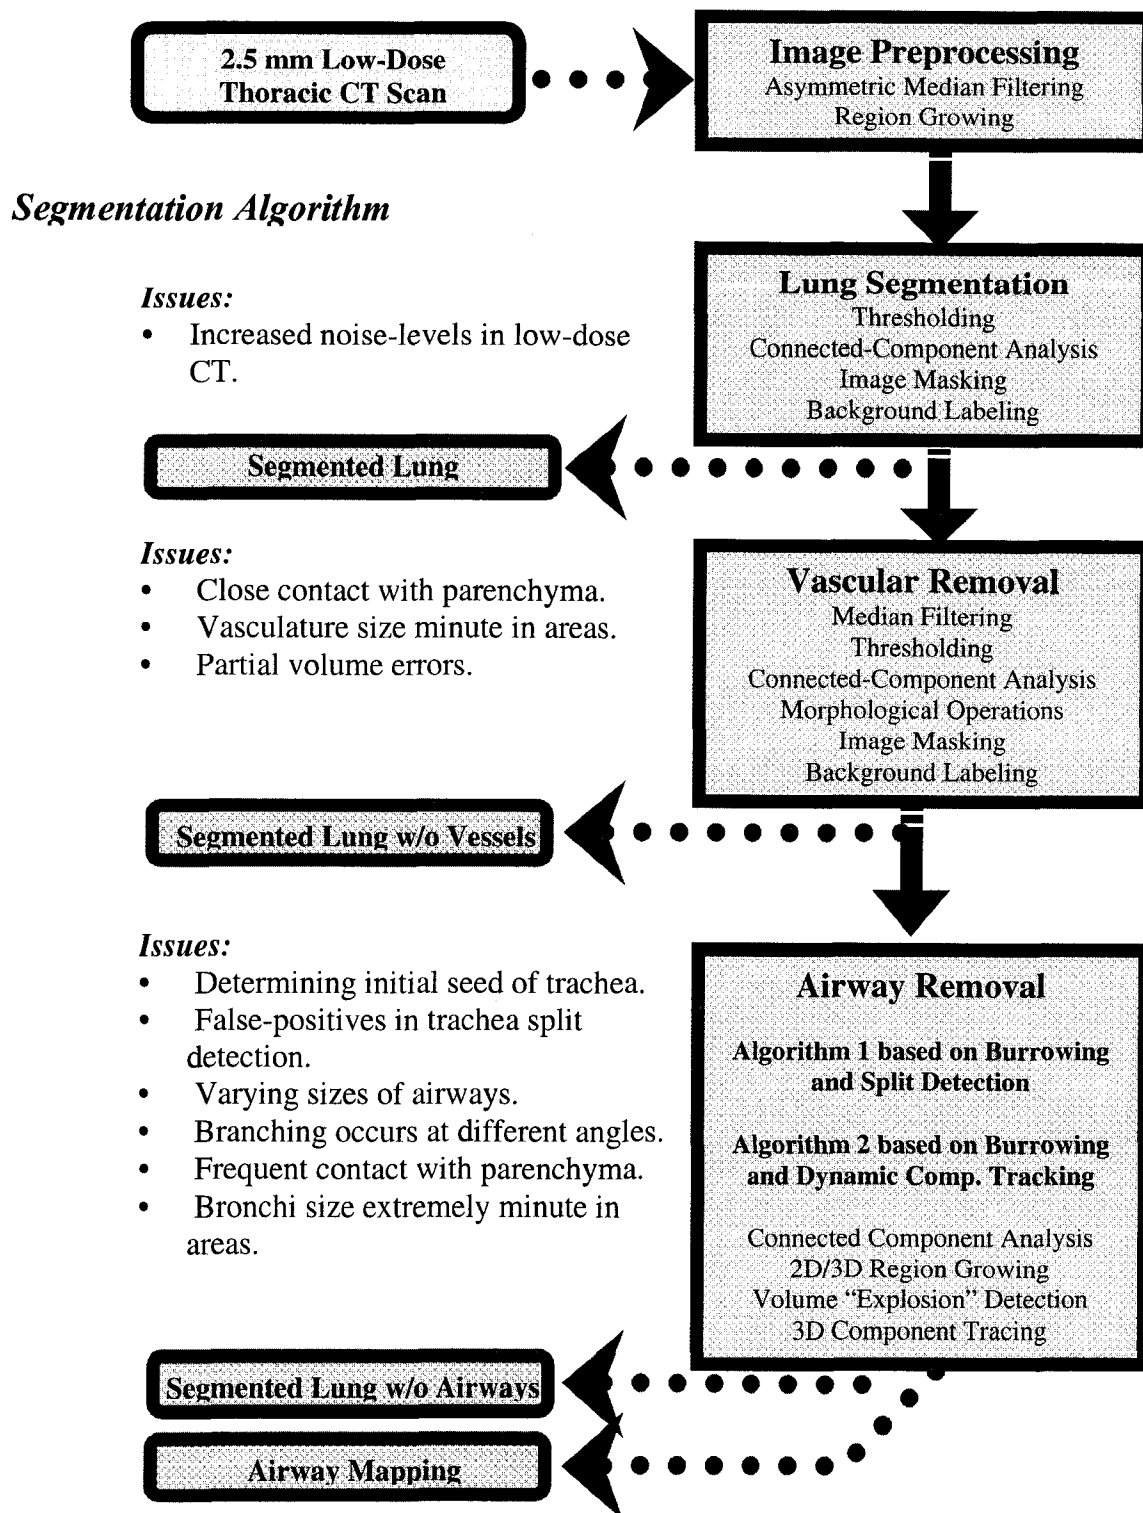 2.5 mm Low-Dose
Thoracic CT Scan
Image Preprocessing
Asymmetric Median Filtering
Region Growing
Segmentation Algorithm
Issues:
• Increased noise-levels in low-dose
CT.
Lung Segmentation
Thresholding
Connected-Component Analysis
Image Masking
Background Labeling
Segmented Lung
Issues:
• Close contact with parenchyma.
• Vasculature size minute in areas.
• Partial volume errors.
Vascular Removal
Median Filtering
Thresholding
Connected-Component Analysis
Morphological Operations
Image Masking
Background Labeling
Segmented Lung w/o Vessels
Issues:
• Determining initial seed of trachea.
• False-positives in trachea split
detection.
• Varying sizes of airways.
• Branching occurs at different angles.
• Frequent contact with parenchyma.
• Bronchi size extremely minute in
areas.
Airway Removal
Algorithm 1 based on Burrowing
and Split Detection
Algorithm 2 based on Burrowing
and Dynamic Comp. Tracking
Connected Component Analysis
2D/3D Region Growing
Volume “Explosion” Detection
3D Component Tracing
Segmented Lung w/o Airways
Airway Mapping